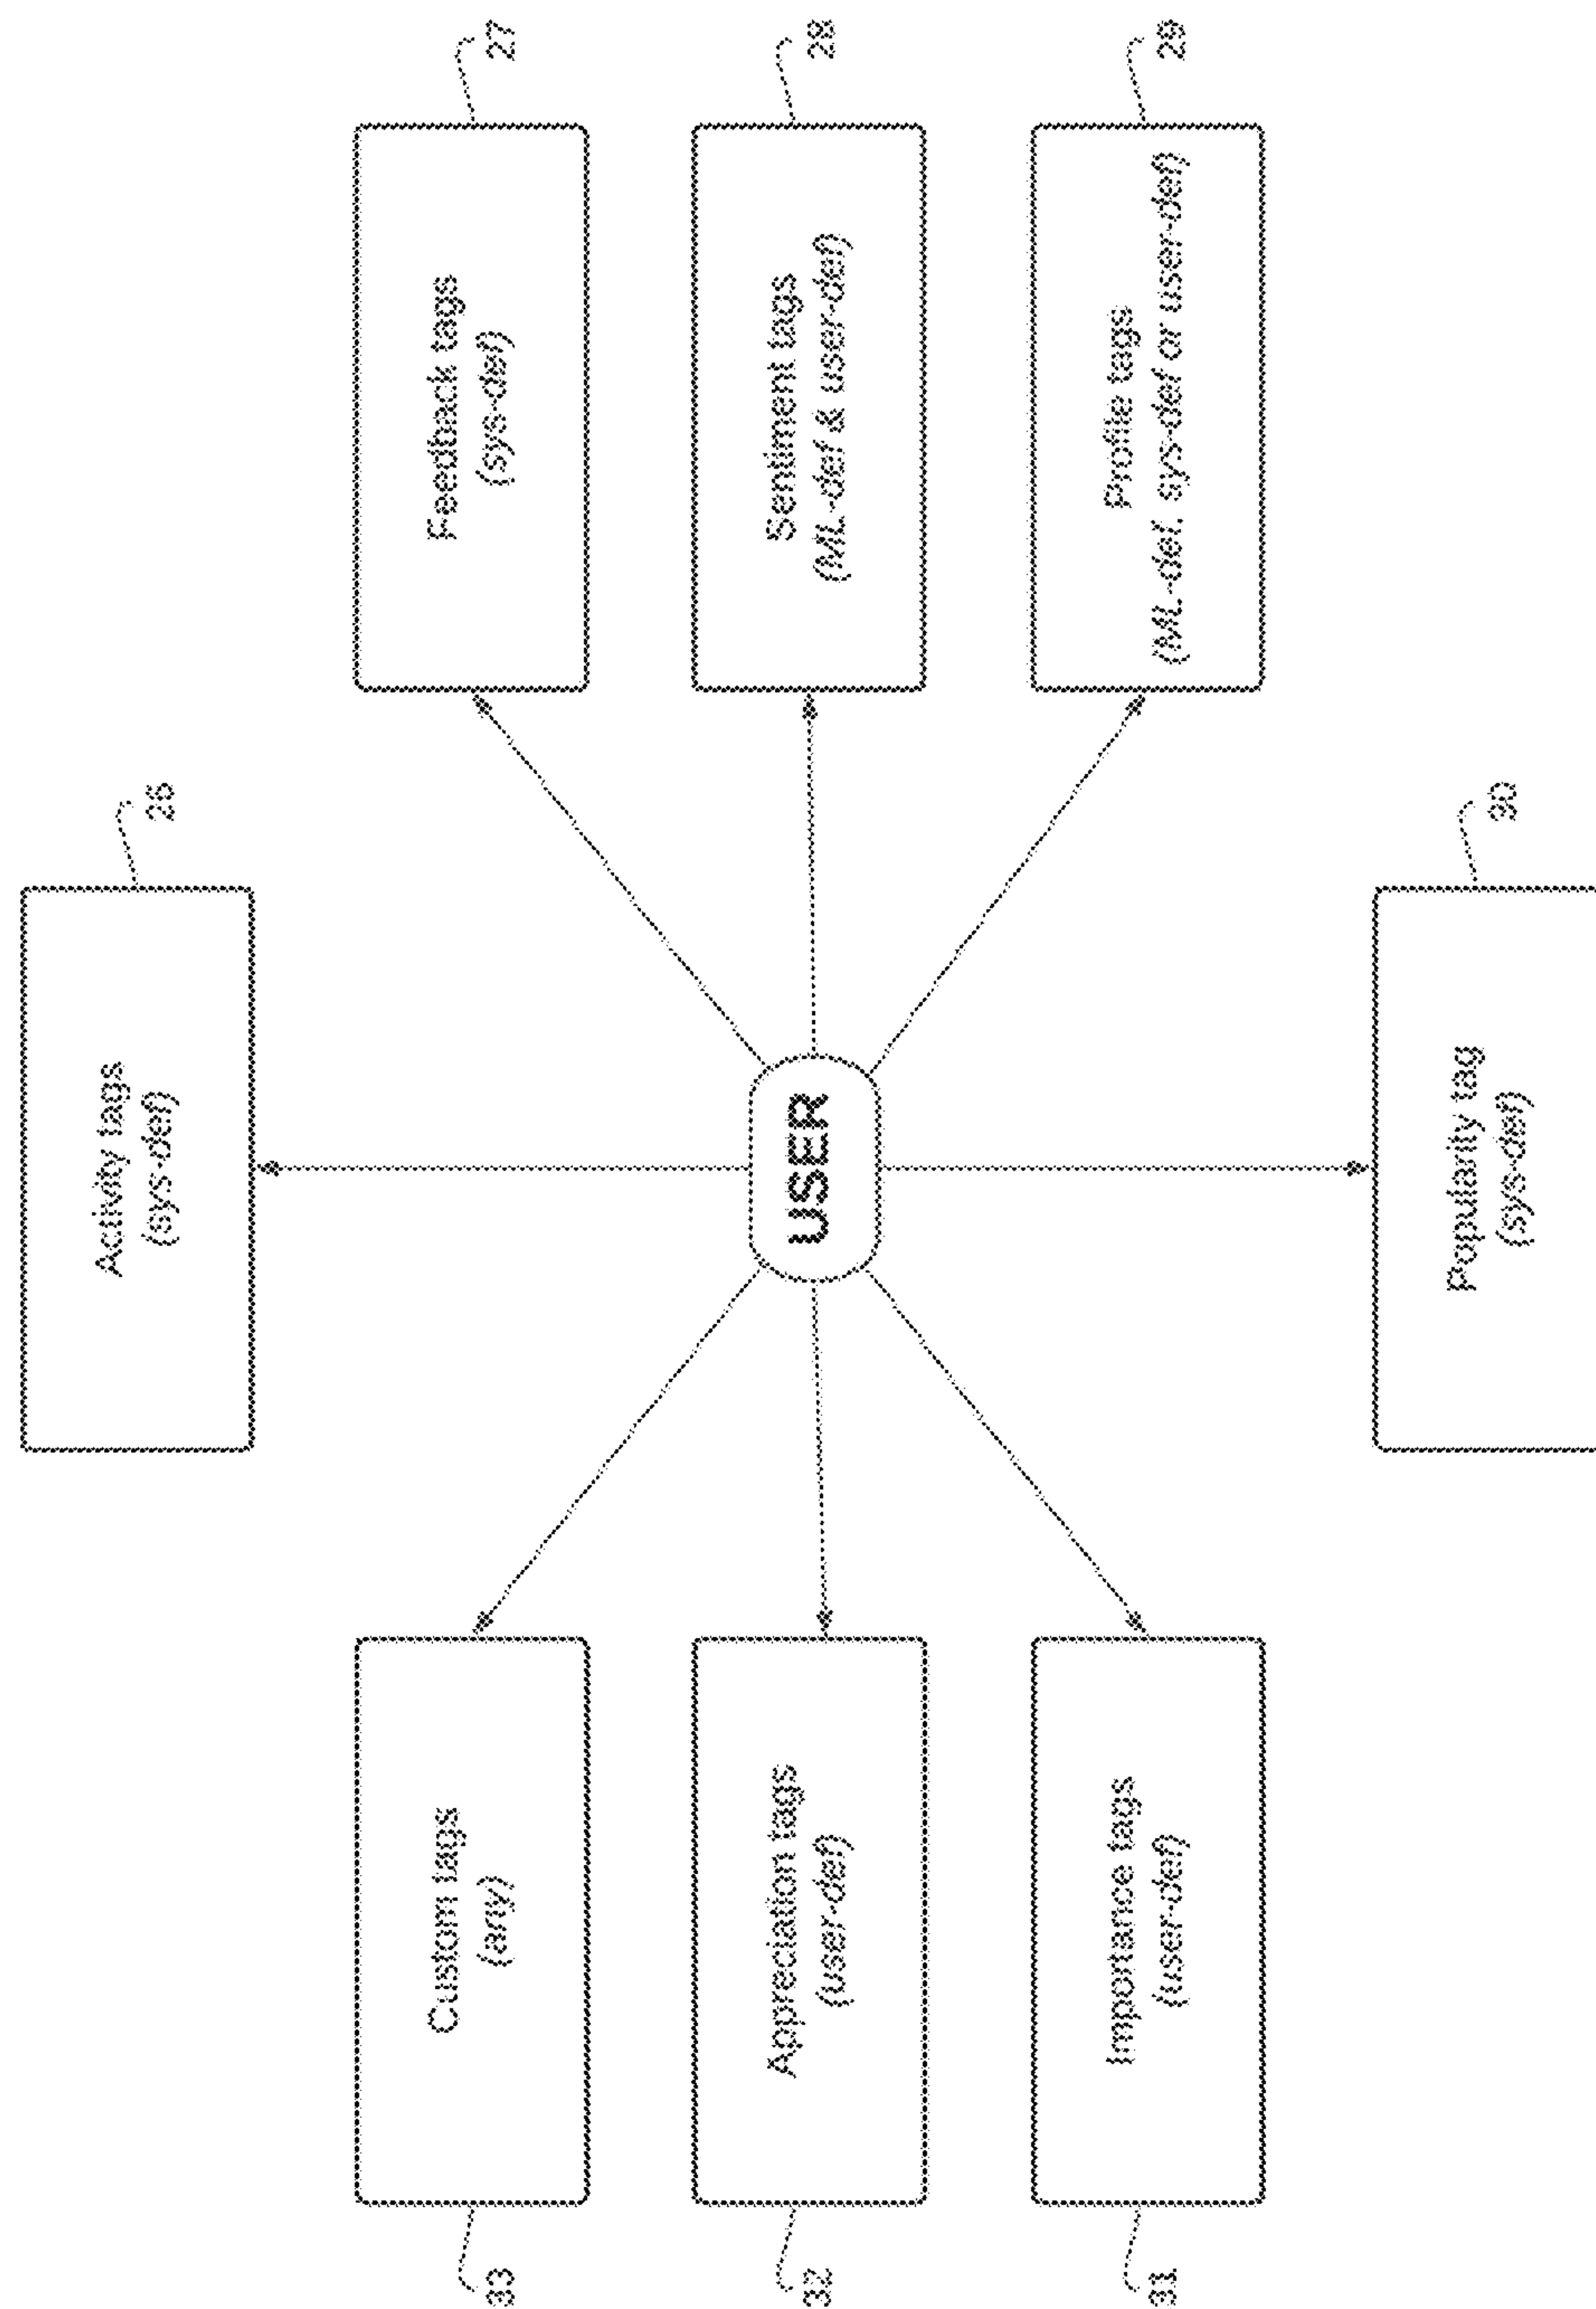 Activity tags
(sys-def)
26
33
Custom tags
(any)
Feedback tags
(sys-def)
27
32
Appreciation tags
(user-def)
USER
Sentiment tags
(ML-def & user-def)
28
31
Importance tags
(user-def)
Profile tags
(ML-def, sys-def or user-def)
29
Popularity tag
(sys-def)
30